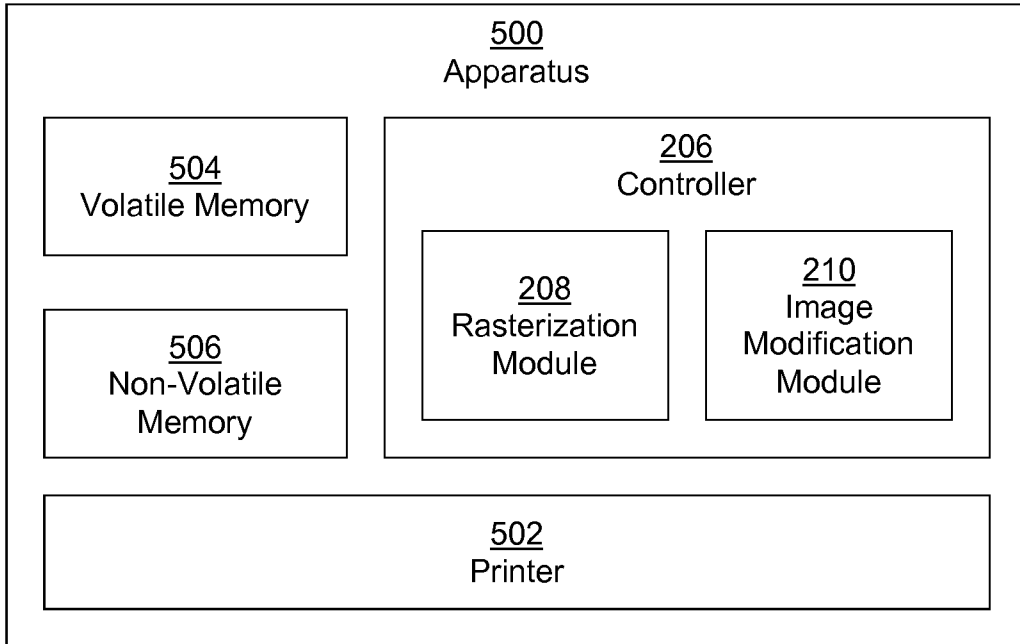 500
Apparatus
504
Volatile Memory
206
Controller
208
Rasterization
Module
210
Image
Modification
Module
506
Non-Volatile
Memory
502
Printer